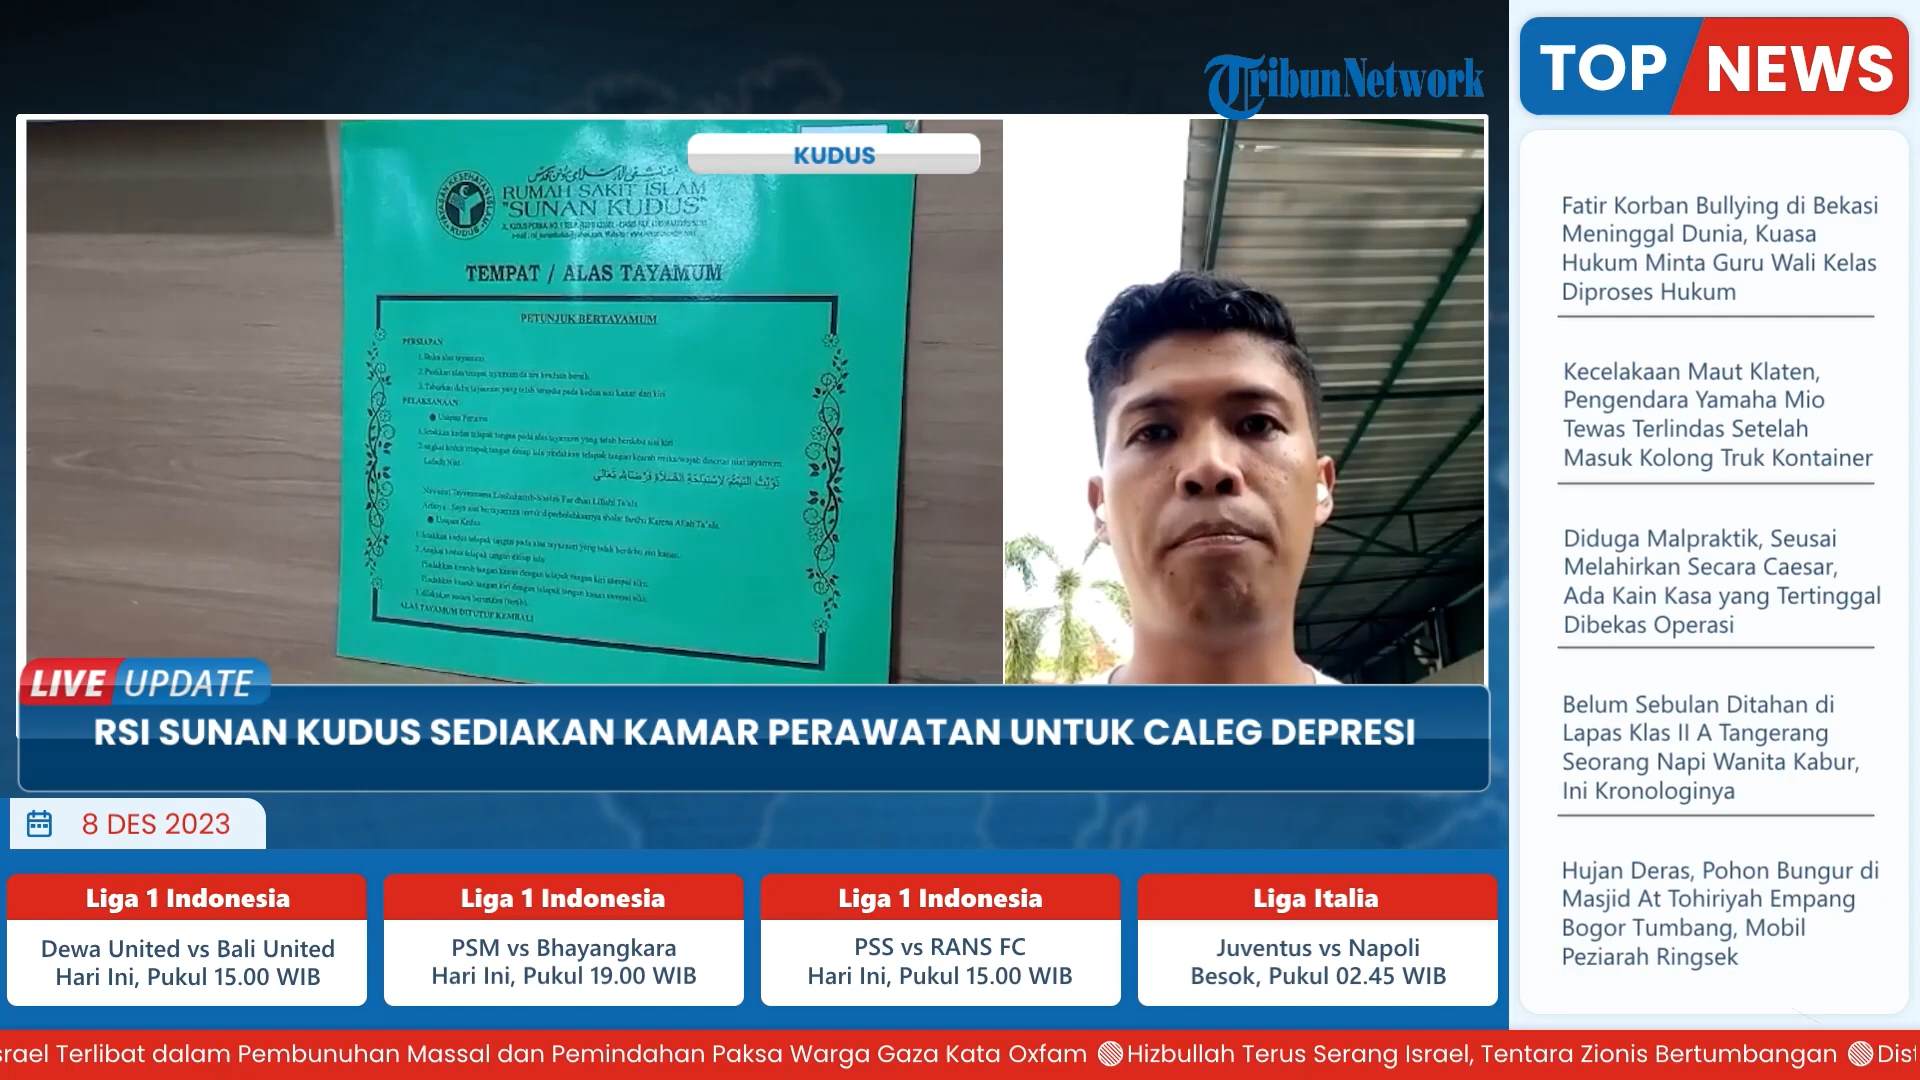 TribunNetwork
TOP NEWS
KUDUS
RUMAH SAKIT ISLAM
"SUNAN KUDUS"
TEMPAT / ALAS TAYAMUM
PETUNJUK BERTAYAMUM
PERSIAPAN
PELAKSANAAN
ALAS TAYAMUM DITUTUP KEMBALI
LIVE UPDATE
RSI SUNAN KUDUS SEDIAKAN KAMAR PERAWATAN UNTUK CALEG DEPRESI
8 DES 2023
Liga 1 Indonesia
Dewa United vs Bali United
Hari Ini, Pukul 15.00 WIB
Liga 1 Indonesia
PSM vs Bhayangkara
Hari Ini, Pukul 19.00 WIB
Liga 1 Indonesia
PSS vs RANS FC
Hari Ini, Pukul 15.00 WIB
Liga Italia
Juventus vs Napoli
Besok, Pukul 02.45 WIB
Fatir Korban Bullying di Bekasi
Meninggal Dunia, Kuasa
Hukum Minta Guru Wali Kelas
Diproses Hukum
Kecelakaan Maut Klaten,
Pengendara Yamaha Mio
Tewas Terlindas Setelah
Masuk Kolong Truk Kontainer
Diduga Malpraktik, Seusai
Melahirkan Secara Caesar,
Ada Kain Kasa yang Tertinggal
Dibekas Operasi
Belum Sebulan Ditahan di
Lapas Klas II A Tangerang
Seorang Napi Wanita Kabur,
Ini Kronologinya
Hujan Deras, Pohon Bungur di
Masjid At Tohiriyah Empang
Bogor Tumbang, Mobil
Peziarah Ringsek
srael Terlibat dalam Pembunuhan Massal dan Pemindahan Paksa Warga Gaza Kata Oxfam Hizbullah Terus Serang Israel, Tentara Zionis Bertumbangan Dist